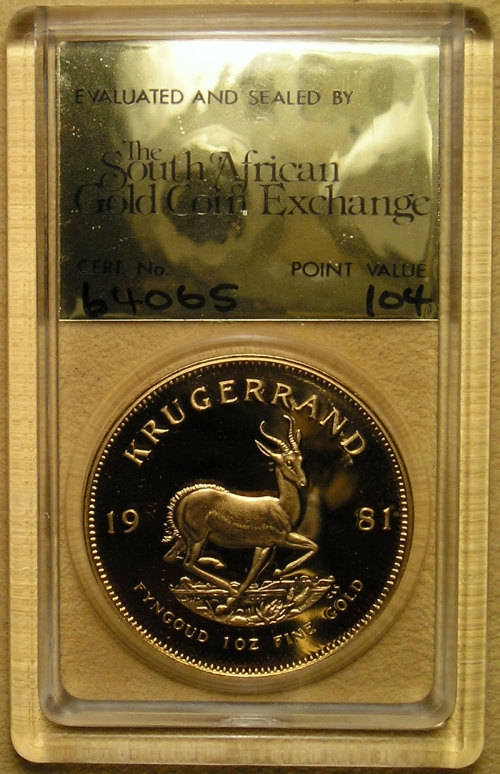 EVALUATED AND SEALED BY
The
South African
Gold Coin Exchange
CERT. No. POINT VALUE
64065 104
KRUGERRAND
19 81
FYNGOUD 1OZ FINE GOLD